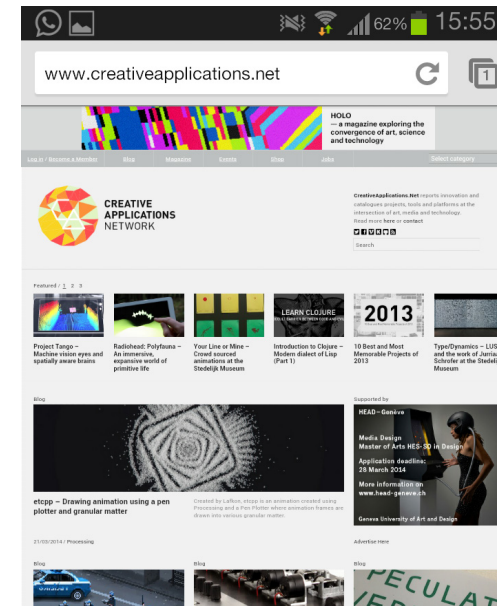 62% 15:55
www.creativeapplications.net
1
HOLO
— a magazine exploring the
convergence of art, science
and technology
Log in / Become a Member Blog Magazine Events Shop Jobs Select category
CREATIVE
APPLICATIONS
NETWORK
CreativeApplications.Net reports innovation and
catalogues projects, tools and platforms at the
intersection of art, media and technology.
Read more here or contact
Search
Featured / 1 2 3
LEARN CLOJURE
2013
Project Tango –
Machine vision eyes and
spatially aware brains
Radiohead: Polyfauna –
An immersive,
expansive world of
primitive life
Your Line or Mine –
Crowd sourced
animations at the
Stedelijk Museum
Introduction to Clojure –
Modern dialect of Lisp
(Part 1)
10 Best and Most
Memorable Projects of
2013
Type/Dynamics – LUS
and the work of Jurriaa
Schrofer at the Stedeli
Museum
Blog
etcpp – Drawing animation using a pen
plotter and granular matter
Created by Lafkon, etcpp is an animation created using
Processing and a Pen Plotter where animation frames are
drawn into various granular matter.
21/03/2014 / Processing
Supported by
HEAD–Genève
Media Design
Master of Arts HES-SO in Design
Application deadline:
28 March 2014
More information on
www.head-geneve.ch
Geneva University of Art and Design
Advertise Here
Blog Blog Blog
PECULAT